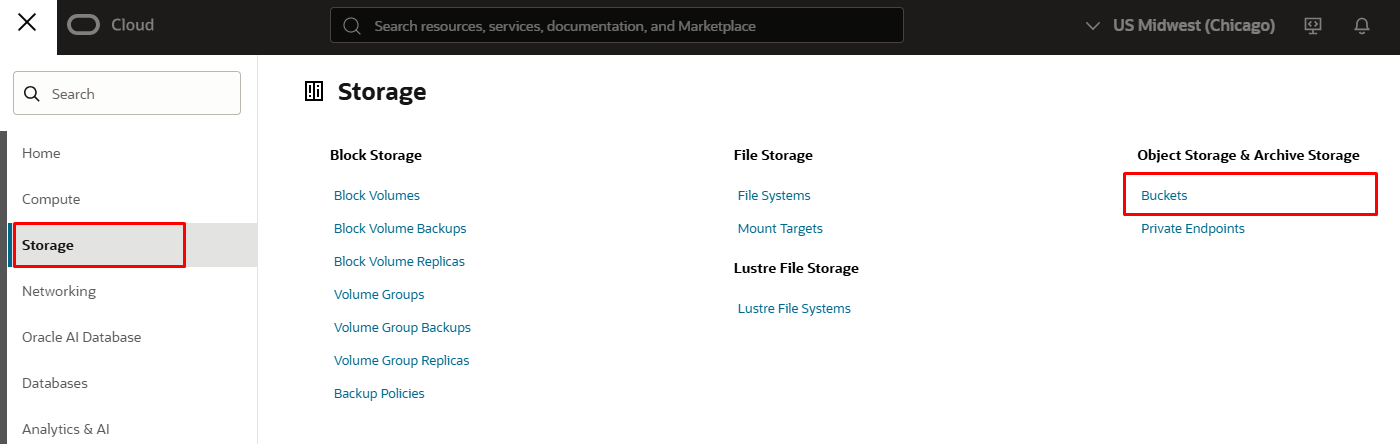 Cloud
Search resources, services, documentation, and Marketplace
US Midwest (Chicago)
Search
Home
Compute
Storage
Networking
Oracle AI Database
Databases
Analytics & AI
Storage
Block Storage
Block Volumes
Block Volume Backups
Block Volume Replicas
Volume Groups
Volume Group Backups
Volume Group Replicas
Backup Policies
File Storage
File Systems
Mount Targets
Lustre File Storage
Lustre File Systems
Object Storage & Archive Storage
Buckets
Private Endpoints